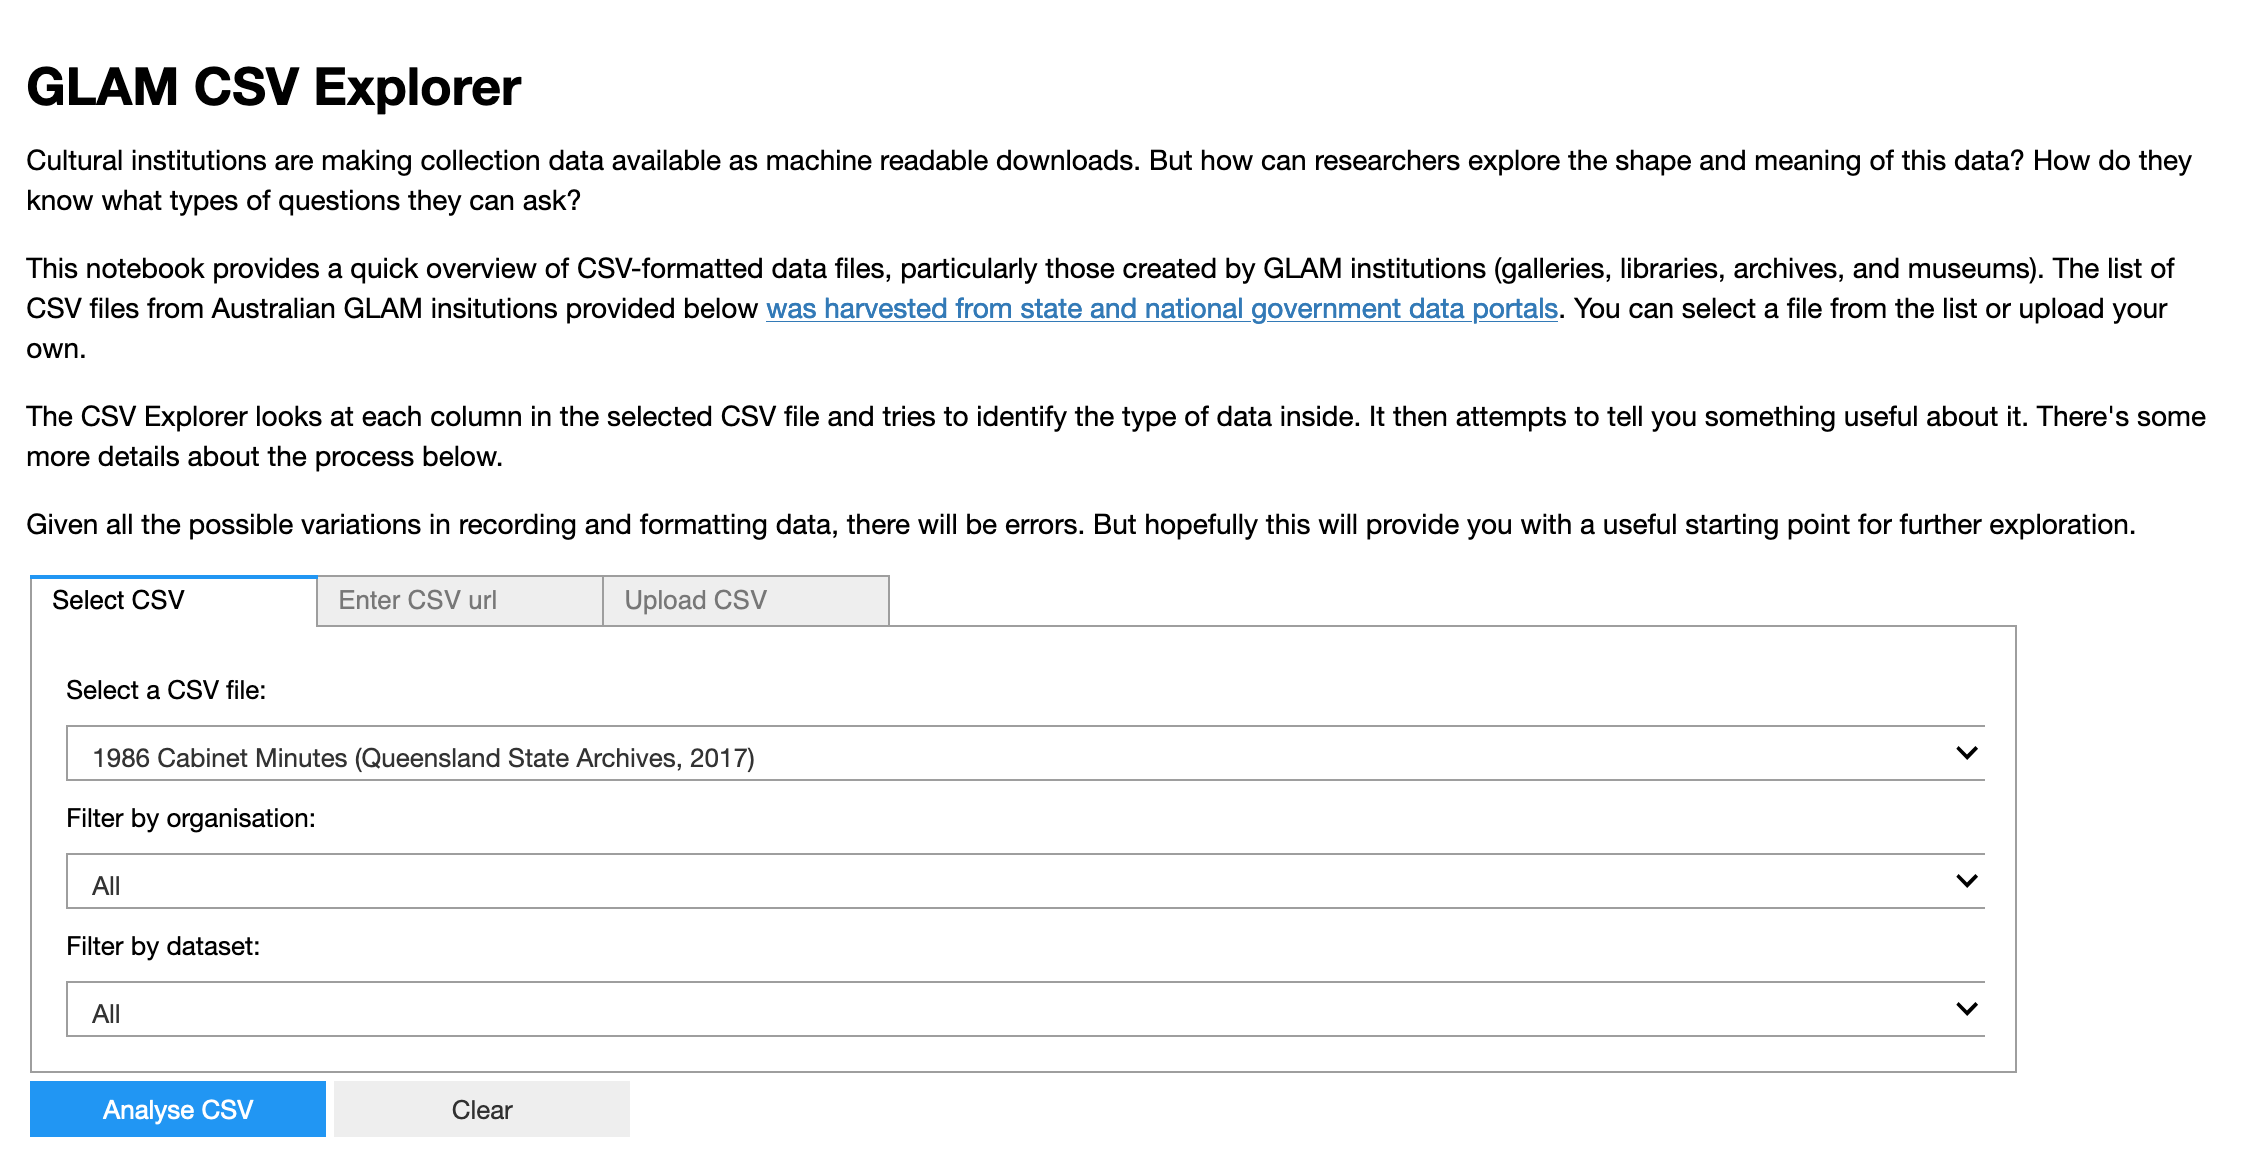 GLAM CSV Explorer
Cultural institutions are making collection data available as machine readable downloads. But how can researchers explore the shape and meaning of this data? How do they
know what types of questions they can ask?
This notebook provides a quick overview of CSV-formatted data files, particularly those created by GLAM institutions (galleries, libraries, archives, and museums). The list of
CSV files from Australian GLAM insitutions provided below was harvested from state and national government data portals. You can select a file from the list or upload your
own.
The CSV Explorer looks at each column in the selected CSV file and tries to identify the type of data inside. It then attempts to tell you something useful about it. There's some
more details about the process below.
Given all the possible variations in recording and formatting data, there will be errors. But hopefully this will provide you with a useful starting point for further exploration.
Select CSV Enter CSV url Upload CSV
Select a CSV file:
1986 Cabinet Minutes (Queensland State Archives, 2017)
Filter by organisation:
All
Filter by dataset:
All
Analyse CSV Clear